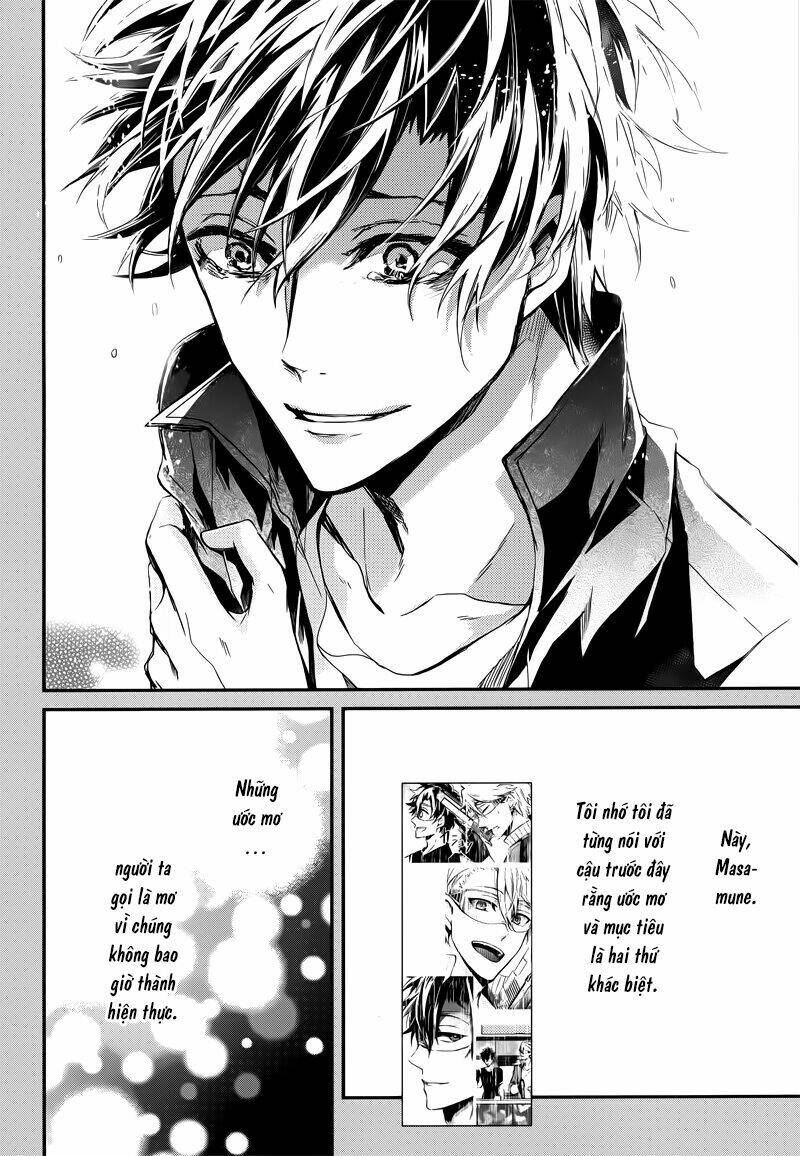 Này,
Masa-
mune.
Tôi nhớ tôi đã
từng nói với
cậu trước đây
rằng ước mơ
và mục tiêu
là hai thứ
khác biệt.
Những
ước mơ
...
người ta
gọi là mơ
vì chúng
không bao
giờ thành
hiện thực.